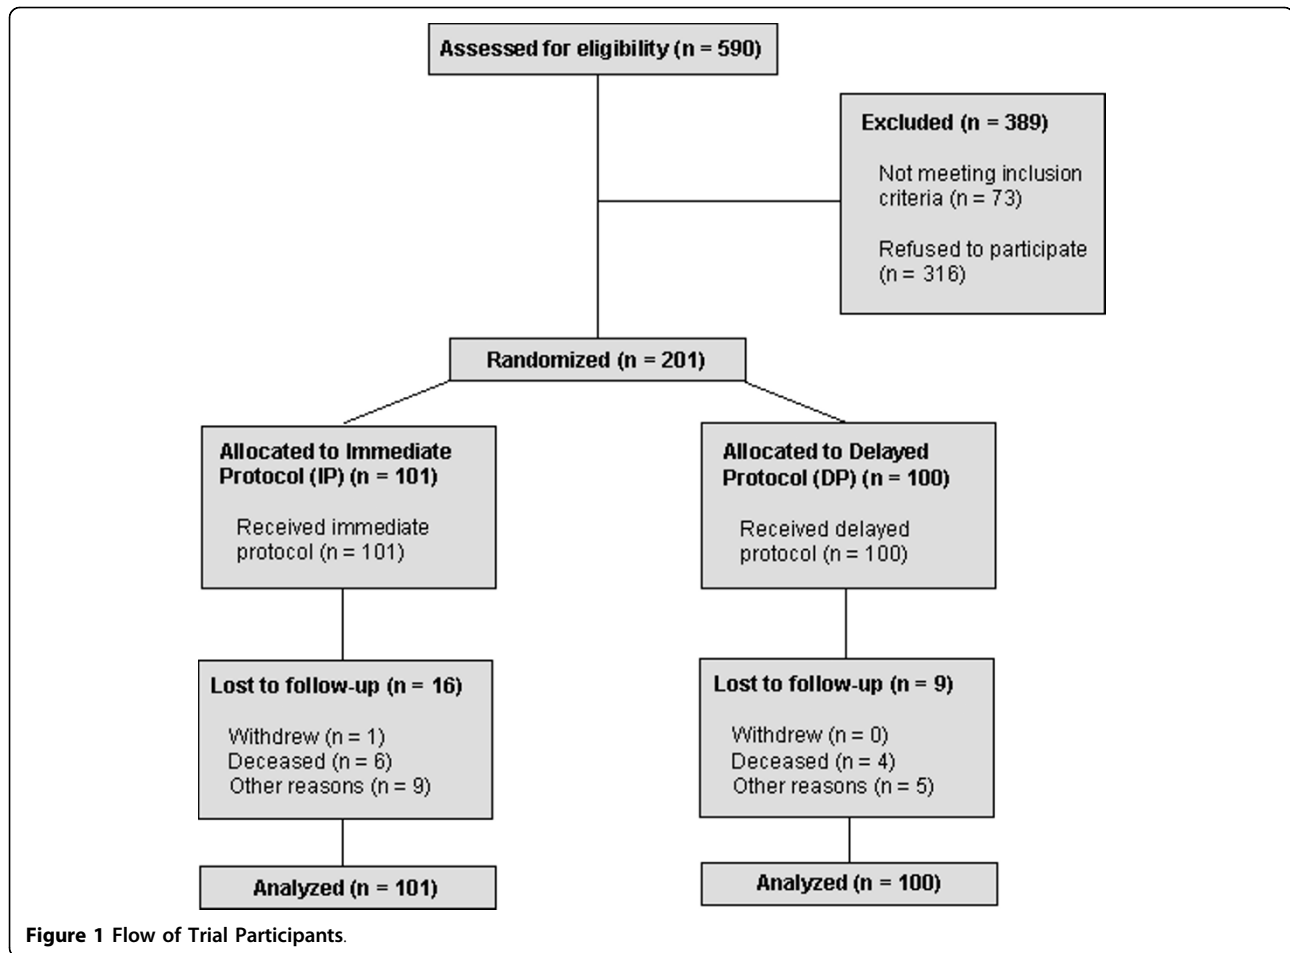 Assessed for eligibility (n = 590)
Excluded (n = 389)
Not meeting inclusion
criteria (n = 73)
Refused to participate
(n = 316)
Randomized (n = 201)
Allocated to Immediate
Protocol (IP) (n = 101)
Received immediate
protocol (n = 101)
Allocated to Delayed
Protocol (DP) (n = 100)
Received delayed
protocol (n = 100)
Lost to follow-up (n = 16)
Withdrew (n = 1)
Deceased (n = 6)
Other reasons (n = 9)
Lost to follow-up (n = 9)
Withdrew (n = 0)
Deceased (n = 4)
Other reasons (n = 5)
Analyzed (n = 101)
Analyzed (n = 100)
Figure 1 Flow of Trial Participants.